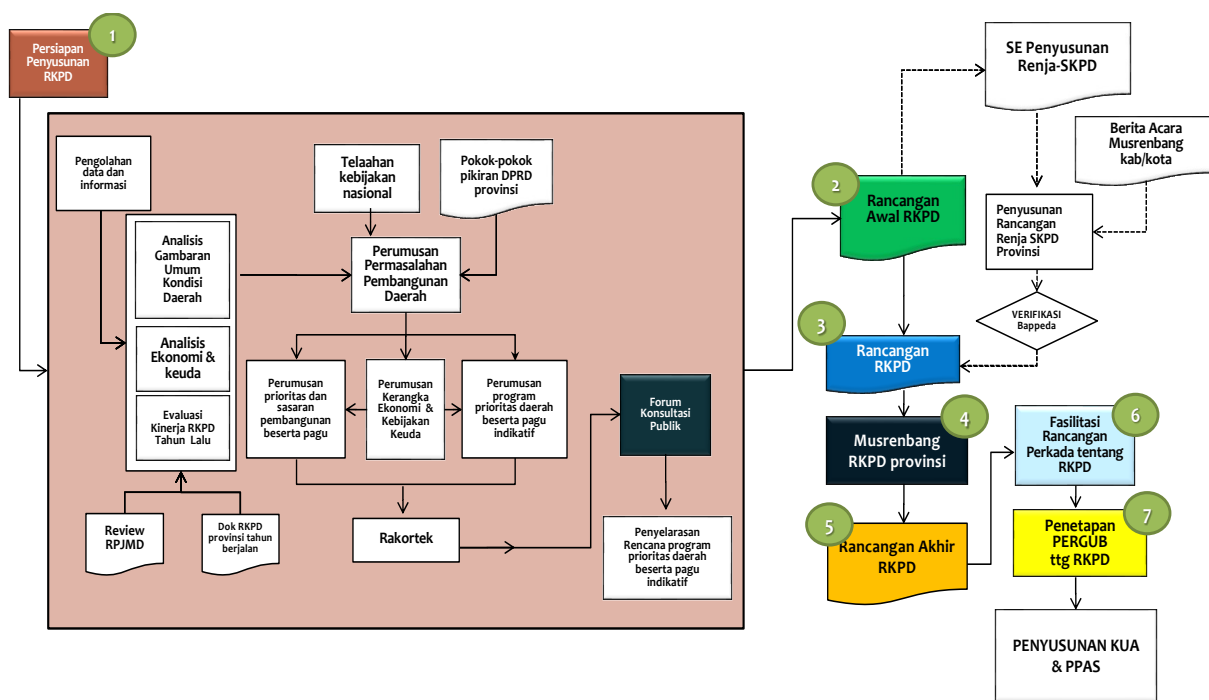 1
Persiapan
Penyusunan
RKPD
Pengolahan
data dan
informasi
Telaahan
kebijakan
nasional
Pokok-pokok
pikiran DPRD
provinsi
Analisis
Gambaran
Umum
Kondisi
Daerah
Analisis
Ekonomi &
keuda
Evaluasi
Kinerja RKPD
Tahun Lalu
Review
RPJMD
Dok RKPD
provinsi tahun
berjalan
Perumusan
Permasalahan
Pembangunan
Daerah
Perumusan
prioritas dan
sasaran
pembangunan
beserta pagu
Perumusan
Kerangka
Ekonomi &
Kebijakan
Keuda
Perumusan
program
prioritas daerah
beserta pagu
indikatif
Rakortek
Forum
Konsultasi
Publik
Penyelarasan
Rencana program
prioritas daerah
beserta pagu
indikatif
2
Rancangan
Awal RKPD
SE Penyusunan
Renja-SKPD
Berita Acara
Musrenbang
kab/kota
Penyusunan
Rancangan
Renja SKPD
Provinsi
VERIFIKASI
Bappeda
3
Rancangan
RKPD
4
Musrenbang
RKPD provinsi
5
Rancangan Akhir
RKPD
6
Fasilitasi
Rancangan
Perkada tentang
RKPD
7
Penetapan
PERGUB
ttg RKPD
PENYUSUNAN KUA
& PPAS